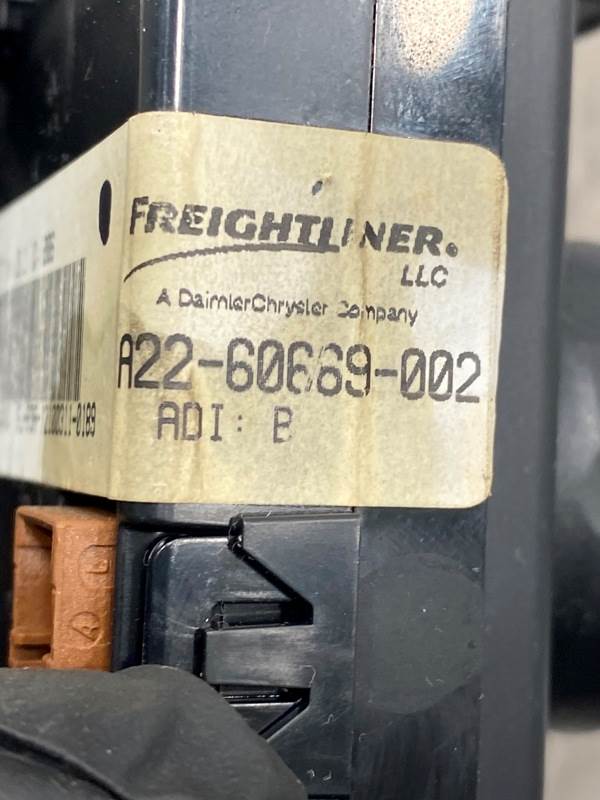 FREIGHTLINER®
LLC
A DaimlerChrysler Company
A22-60669-002
ADI: B